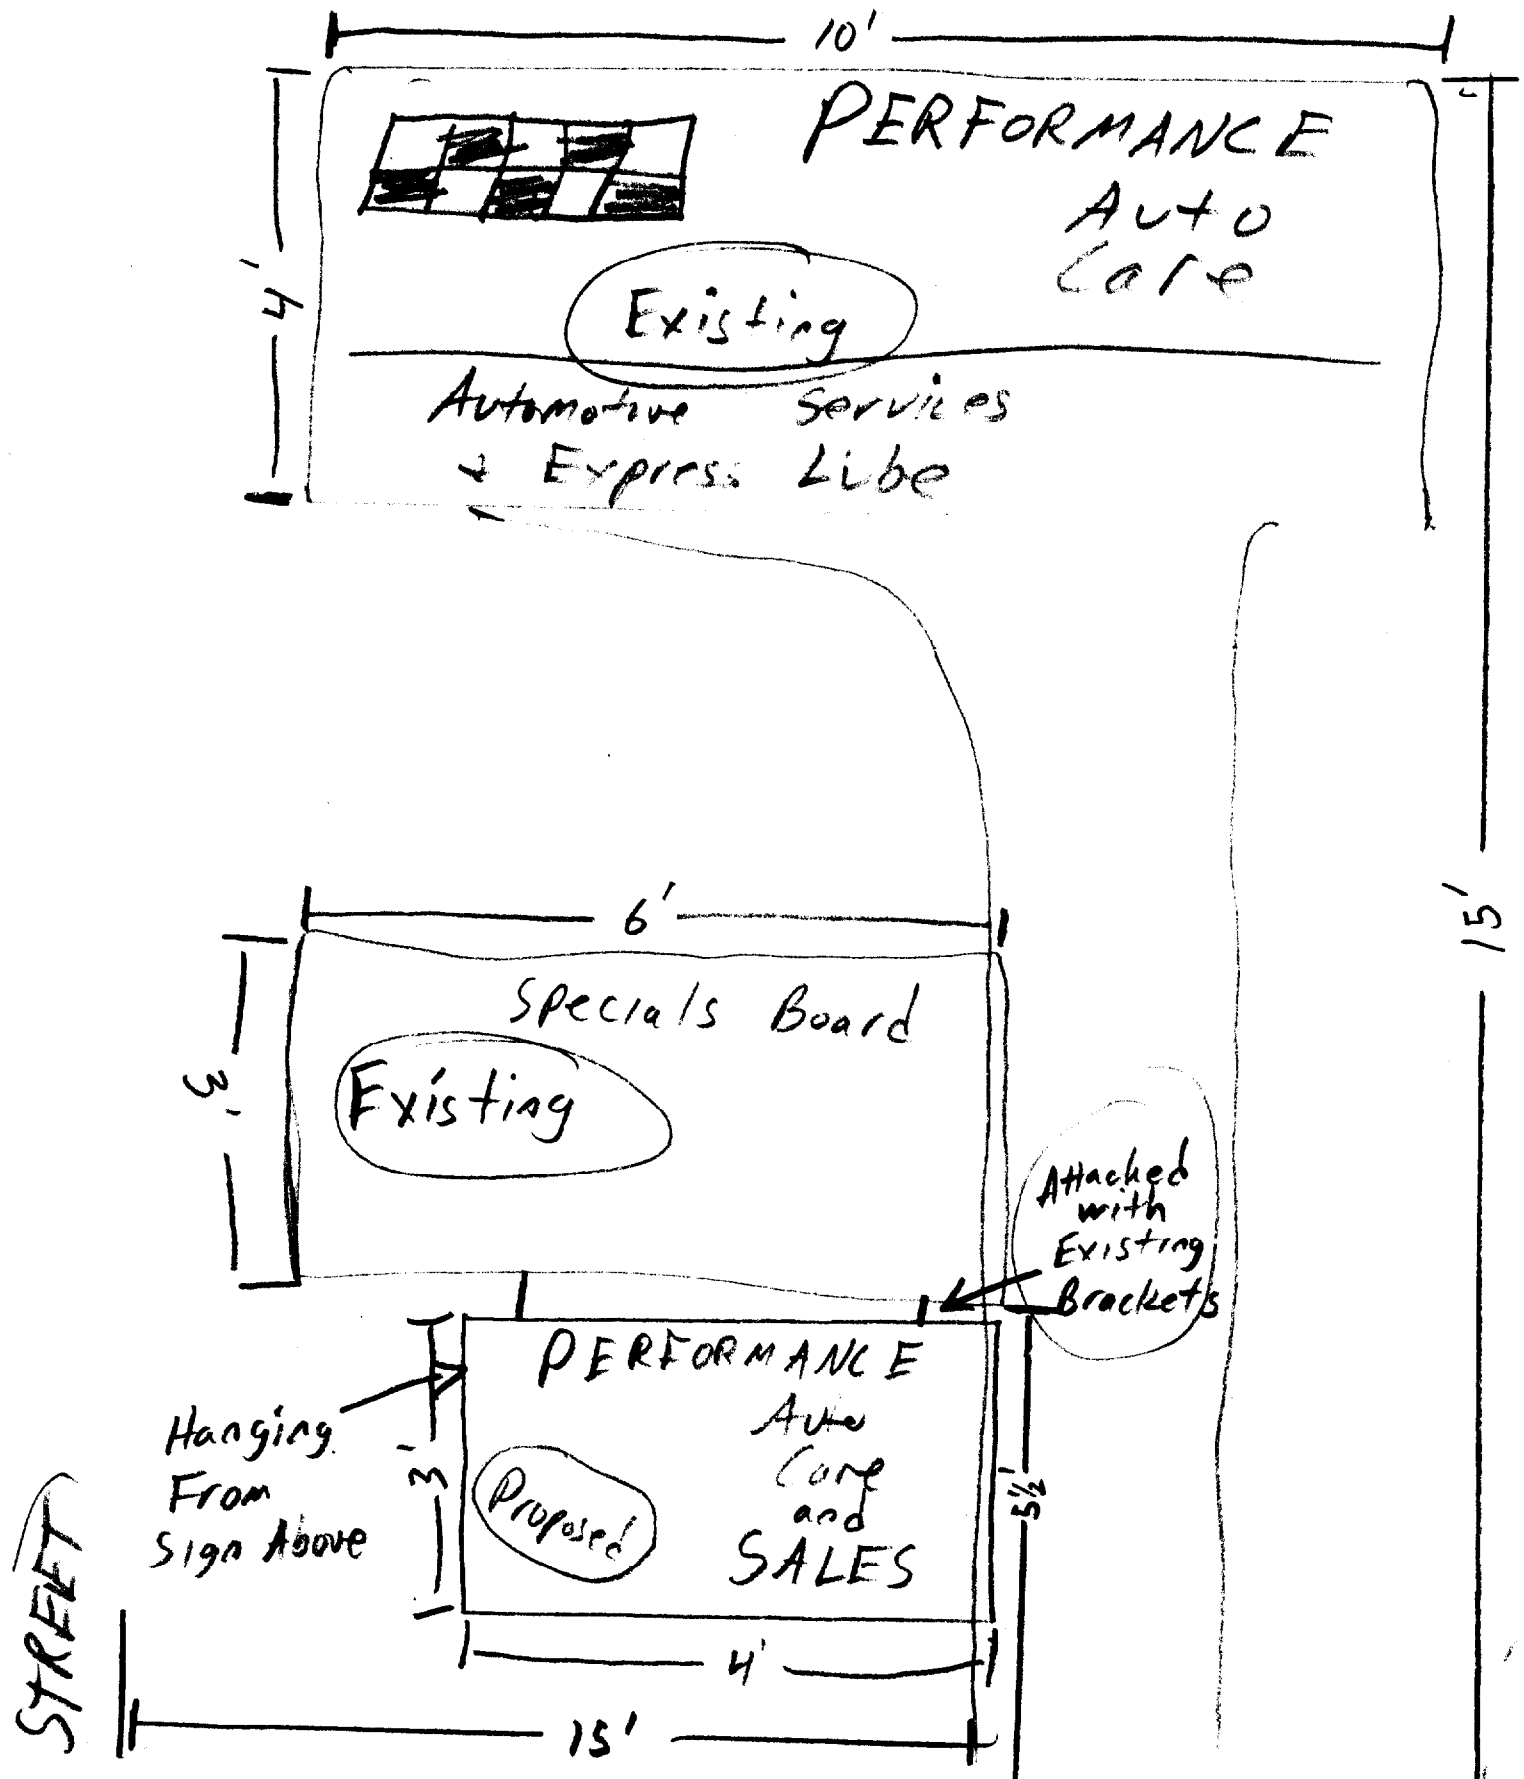 10'
PERFORMANCE
Auto
Care
4'
Existing
Automotive Services
+ Express Lube
15'
6'
Specials Board
3'
Existing
Attached
with
Existing
Brackets
PERFORMANCE
Auto
Care
and
SALES
Proposed
Hanging
From
Sign Above
3'
5½'
4'
STREET
15'